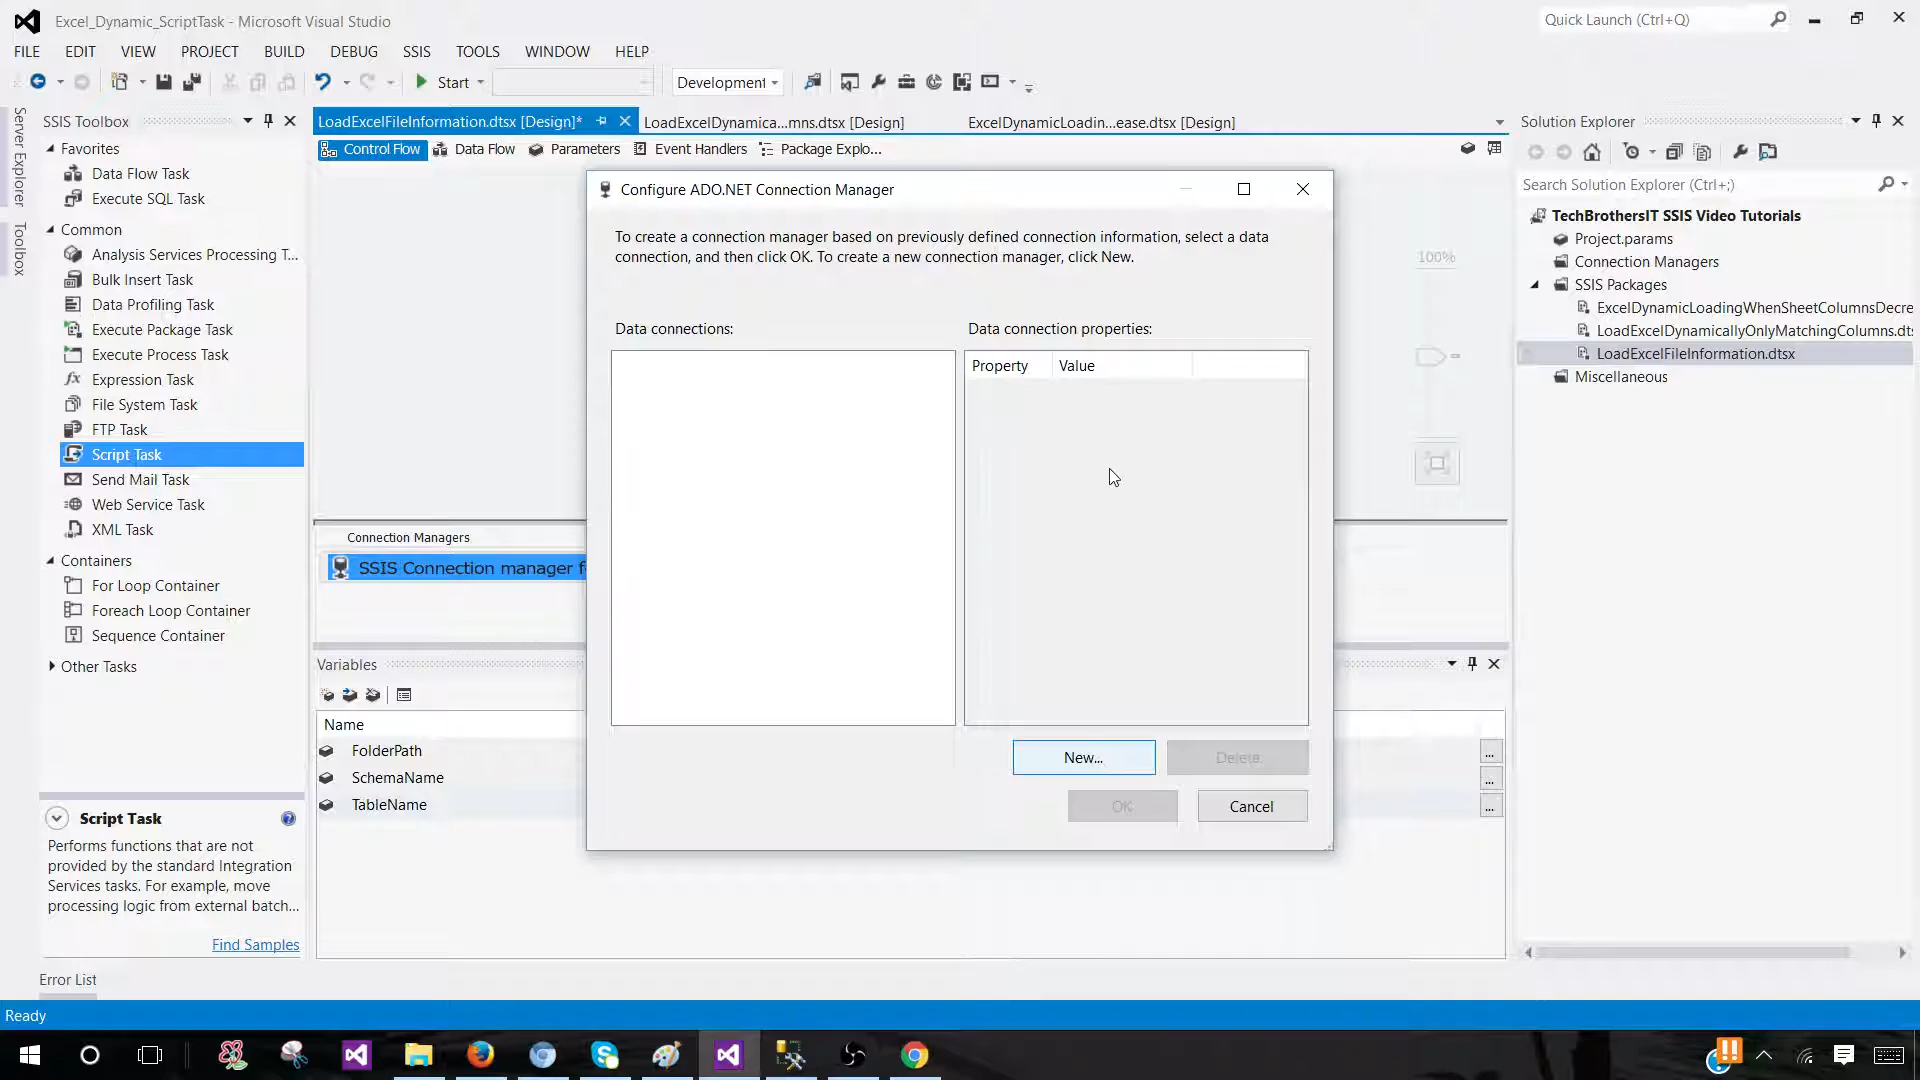 Excel_Dynamic_ScriptTask - Microsoft Visual Studio
Quick Launch (Ctrl+Q)
FILE EDIT VIEW PROJECT BUILD DEBUG SSIS TOOLS WINDOW HELP
Start
Development
Server Explorer
Toolbox
SSIS Toolbox
Favorites
Data Flow Task
Execute SQL Task
Common
Analysis Services Processing T...
Bulk Insert Task
Data Profiling Task
Execute Package Task
Execute Process Task
Expression Task
File System Task
FTP Task
Script Task
Send Mail Task
Web Service Task
XML Task
Containers
For Loop Container
Foreach Loop Container
Sequence Container
Other Tasks
Script Task
Performs functions that are not
provided by the standard Integration
Services tasks. For example, move
processing logic from external batch...
Find Samples
Error List
Ready
LoadExcelFileInformation.dtsx [Design]*
LoadExcelDynamica...mns.dtsx [Design]
ExcelDynamicLoadin...ease.dtsx [Design]
Control Flow
Data Flow
Parameters
Event Handlers
Package Explo...
100%
Connection Managers
SSIS Connection manager f
Variables
Name
FolderPath
...
SchemaName
...
TableName
...
Configure ADO.NET Connection Manager
To create a connection manager based on previously defined connection information, select a data
connection, and then click OK. To create a new connection manager, click New.
Data connections:
Data connection properties:
Property Value
New...
Delete
OK
Cancel
Solution Explorer
Search Solution Explorer (Ctrl+;)
TechBrothersIT SSIS Video Tutorials
Project.params
Connection Managers
SSIS Packages
ExcelDynamicLoadingWhenSheetColumnsDecre
LoadExcelDynamicallyOnlyMatchingColumns.dts
LoadExcelFileInformation.dtsx
Miscellaneous